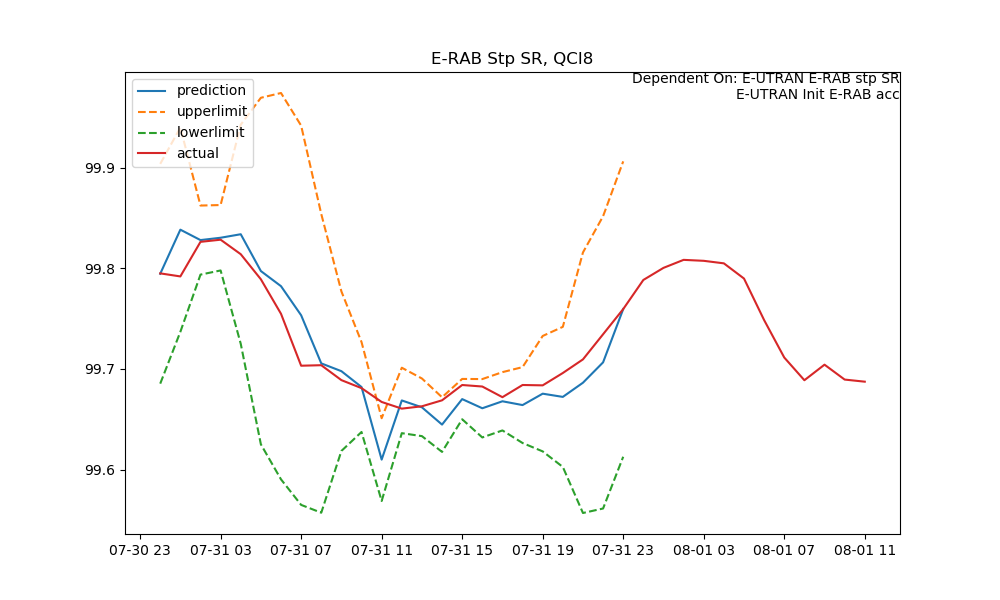 E-RAB Stp SR, QCI8
Dependent On: E-UTRAN E-RAB stp SR
E-UTRAN Init E-RAB acc
prediction
upperlimit
lowerlimit
actual
99.9
99.8
99.7
99.6
07-30 23 07-31 03 07-31 07 07-31 11 07-31 15 07-31 19 07-31 23 08-01 03 08-01 07 08-01 11